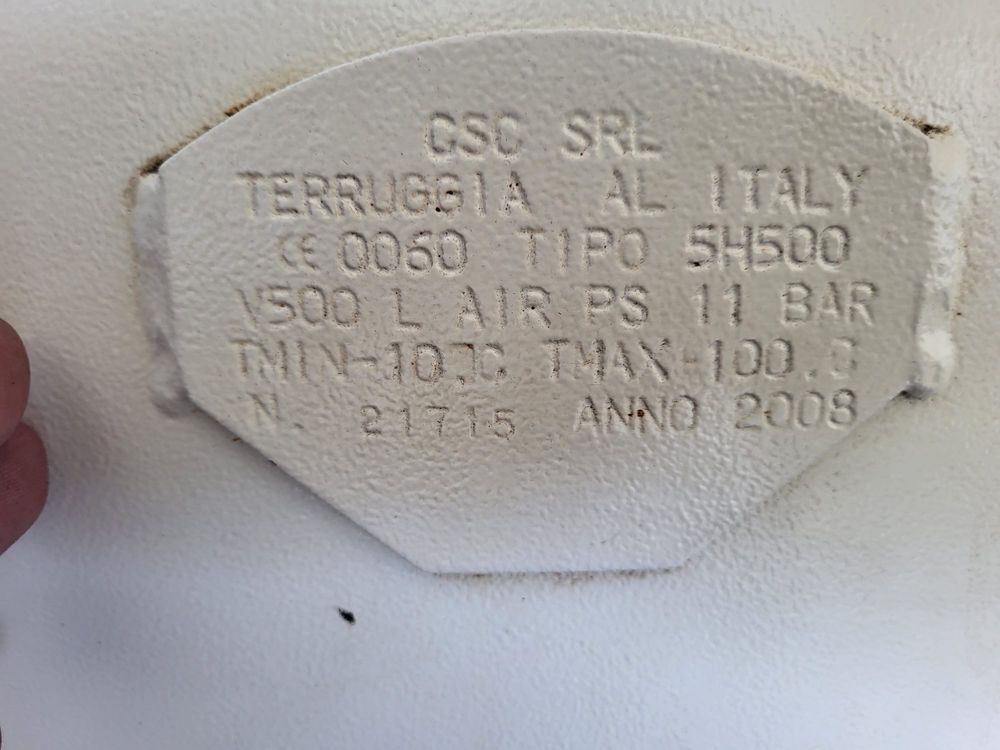 CSC SRL
TERRUGGIA AL ITALY
CE 0060 TIPO SH500
V500 L AIR PS 11 BAR
TMIN-10.C TMAX+100.C
N. 21715 ANNO 2008